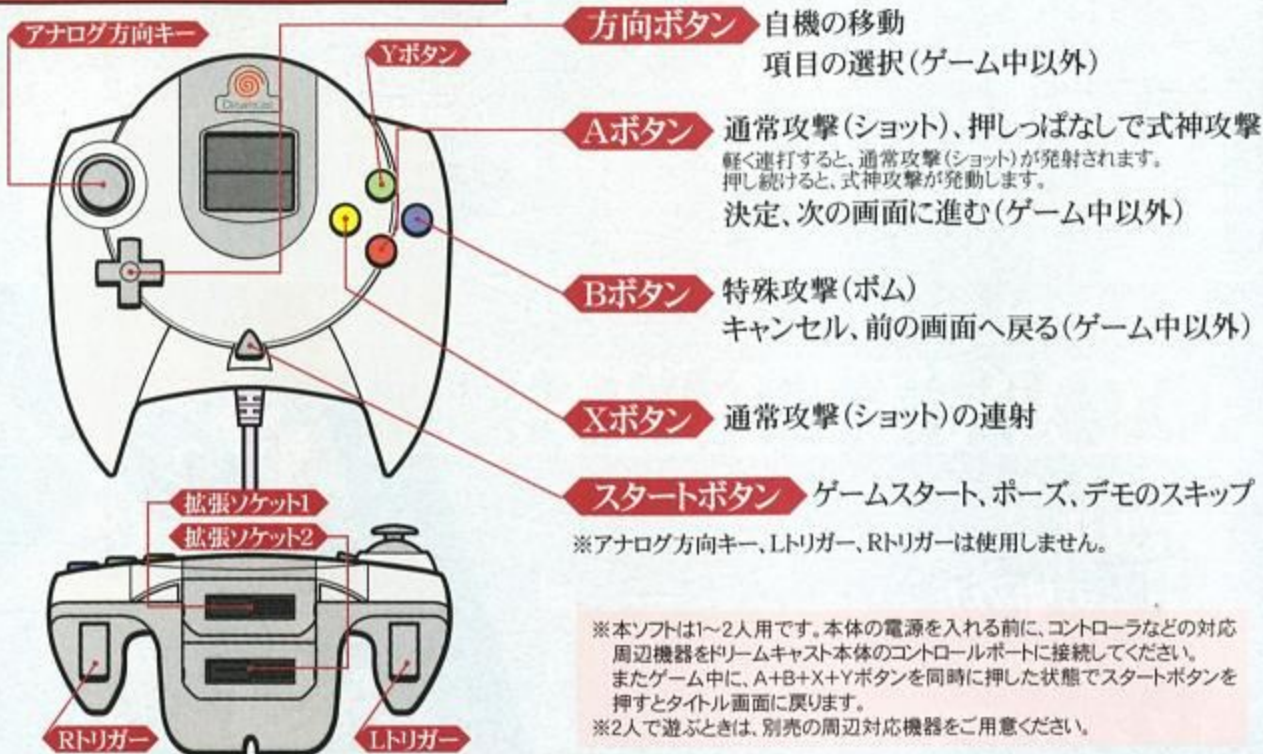 アナログ方向キー
Yボタン
Dreamcast
方向ボタン 自機の移動
項目の選択(ゲーム中以外)
Aボタン 通常攻撃(ショット)、押しっぱなしで式神攻撃
軽く連打すると、通常攻撃(ショット)が発射されます。
押し続けると、式神攻撃が発動します。
決定、次の画面に進む(ゲーム中以外)
Bボタン 特殊攻撃(ボム)
キャンセル、前の画面へ戻る(ゲーム中以外)
Xボタン 通常攻撃(ショット)の連射
スタートボタン ゲームスタート、ポーズ、デモのスキップ
※アナログ方向キー、Lトリガー、Rトリガーは使用しません。
拡張ソケット1
拡張ソケット2
Rトリガー
Lトリガー
※本ソフトは1~2人用です。本体の電源を入れる前に、コントローラなどの対応
周辺機器をドリームキャスト本体のコントロールポートに接続してください。
またゲーム中に、A+B+X+Yボタンを同時に押した状態でスタートボタンを
押すとタイトル画面に戻ります。
※2人で遊ぶときは、別売の周辺対応機器をご用意ください。